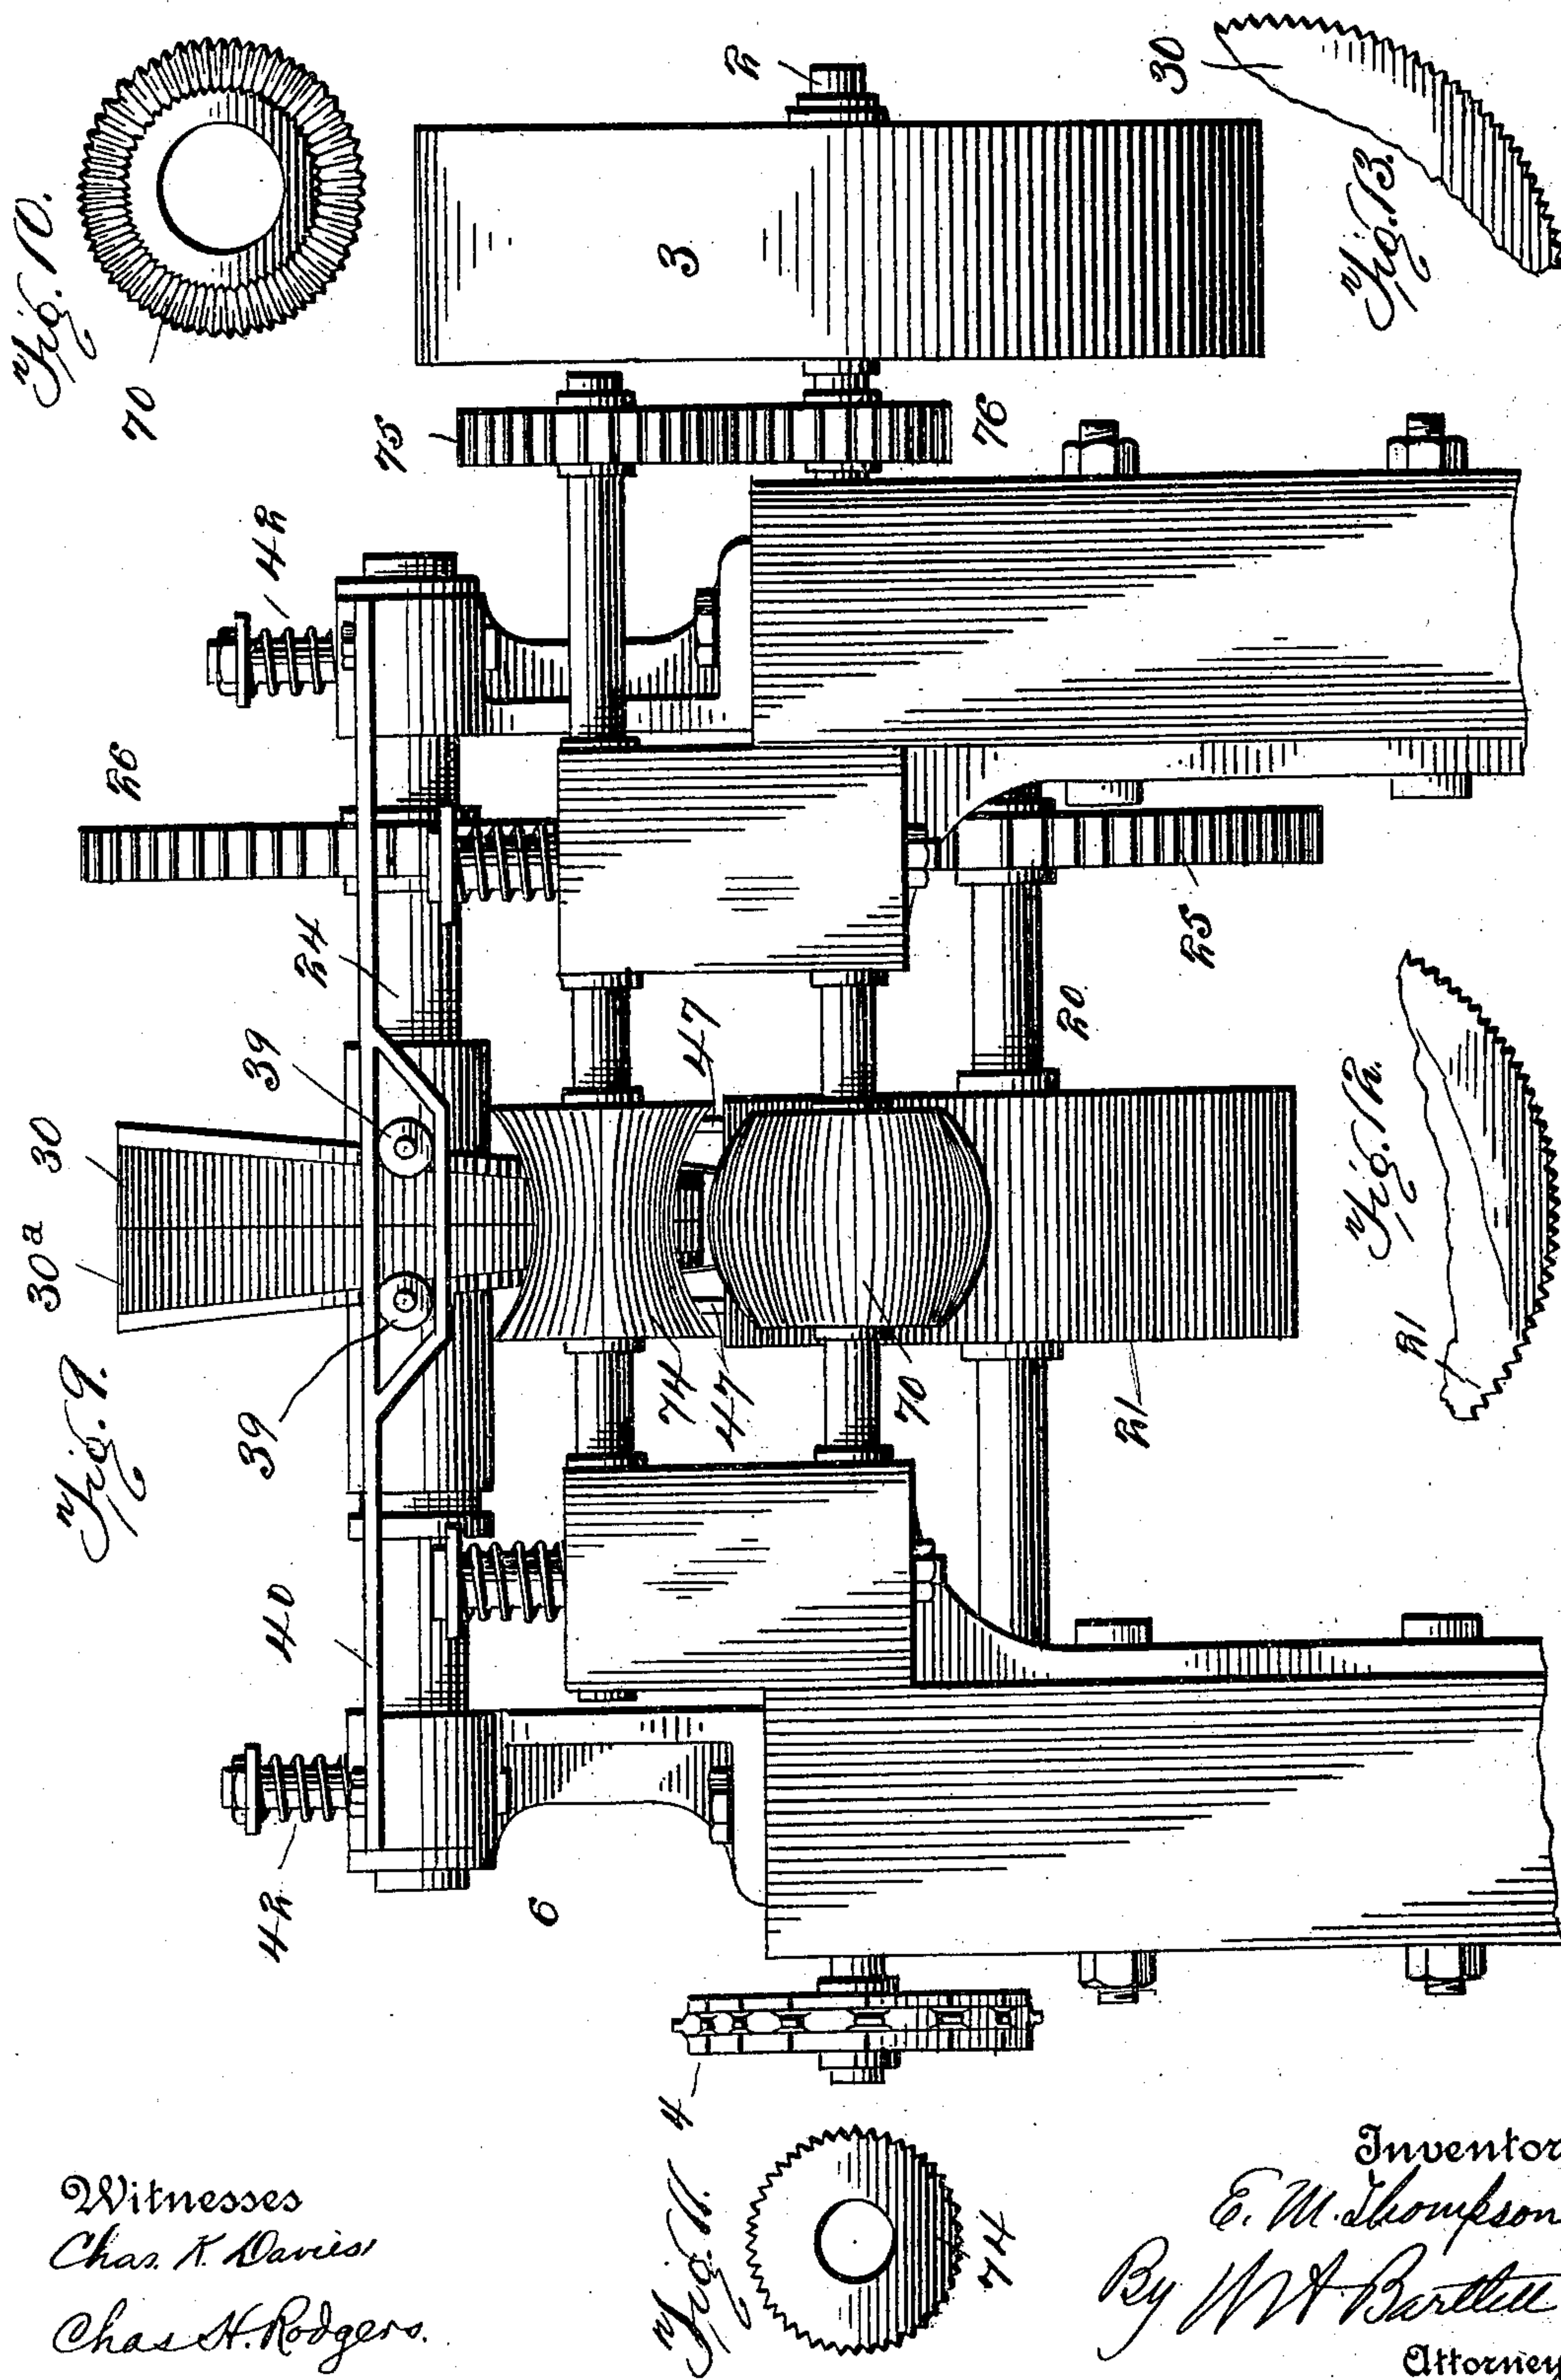 Fig. 9.
Fig. 10.
Fig. 11.
Fig. 12.
Fig. 13.
70
2
30
3
75
76
42
26
24
25
20
39
47
30
30a
39
74
47
70
21
21
40
42
6
4
74
Witnesses
Chas. K. Davies
Chas. H. Rodgers.
Inventor
E. M. Thompson
By W A Bartlett
Attorney